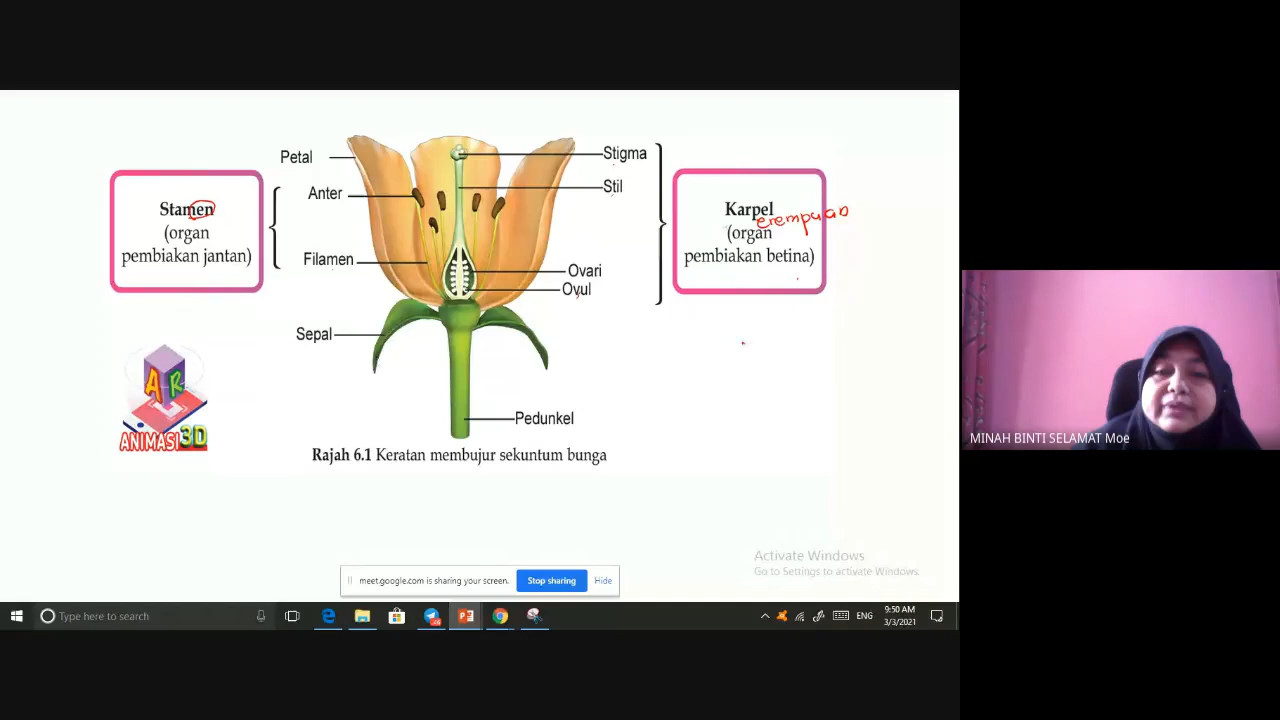 Petal
Anter
Filamen
Sepal
Stigma
Stil
Ovari
Ovul
Pedunkel
Stamen
(organ
pembiakan jantan)
Karpel
erempuan
(organ
pembiakan betina)
AR
ANIMASI 3D
Rajah 6.1 Keratan membujur sekuntum bunga
MINAH BINTI SELAMAT Moe
Activate Windows
Go to Settings to activate Windows.
meet.google.com is sharing your screen.
Stop sharing
Hide
Type here to search
ENG
9:50 AM
3/3/2021